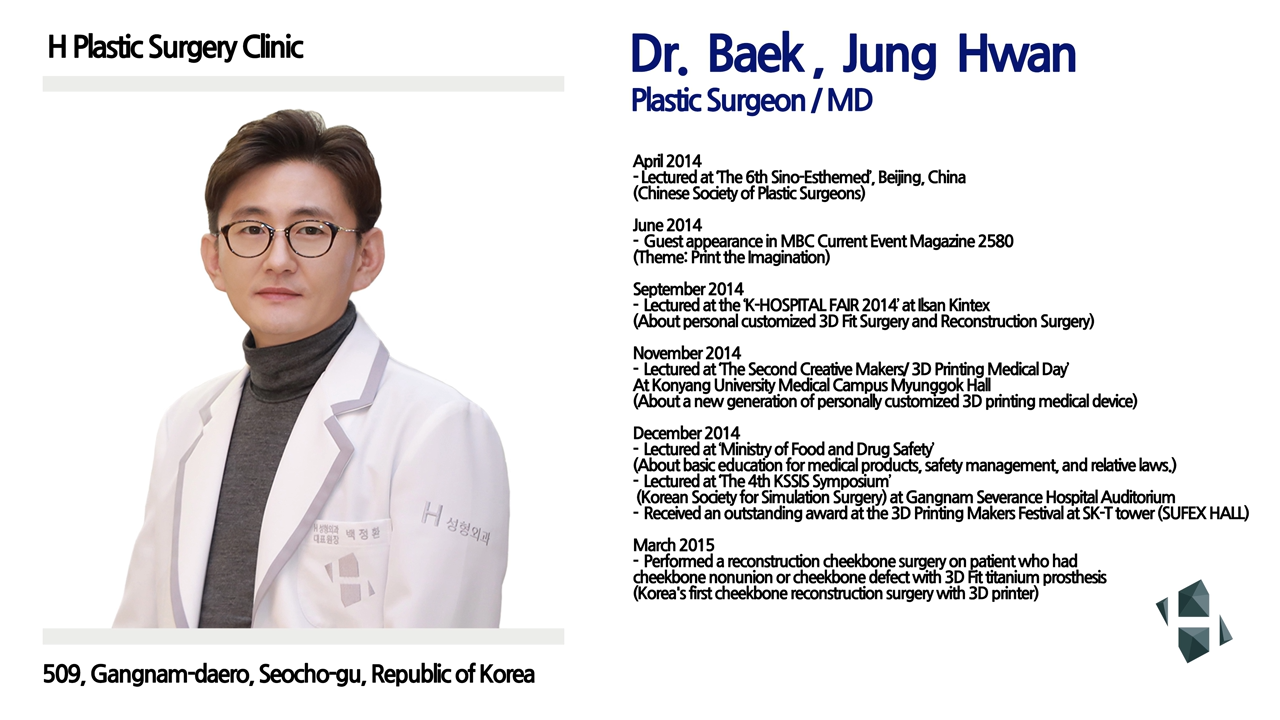 H Plastic Surgery Clinic
H 성형외과
H 성형외과
대표원장 백정환
509, Gangnam-daero, Seocho-gu, Republic of Korea
Dr. Baek, Jung Hwan
Plastic Surgeon / MD
April 2014
- Lectured at 'The 6th Sino-Esthemed', Beijing, China
(Chinese Society of Plastic Surgeons)
June 2014
- Guest appearance in MBC Current Event Magazine 2580
(Theme: Print the Imagination)
September 2014
- Lectured at the 'K-HOSPITAL FAIR 2014' at Ilsan Kintex
(About personal customized 3D Fit Surgery and Reconstruction Surgery)
November 2014
- Lectured at 'The Second Creative Makers/ 3D Printing Medical Day'
At Konyang University Medical Campus Myunggok Hall
(About a new generation of personally customized 3D printing medical device)
December 2014
- Lectured at 'Ministry of Food and Drug Safety'
(About basic education for medical products, safety management, and relative laws.)
- Lectured at 'The 4th KSSIS Symposium'
(Korean Society for Simulation Surgery) at Gangnam Severance Hospital Auditorium
- Received an outstanding award at the 3D Printing Makers Festival at SK-T tower (SUFEX HALL)
March 2015
- Performed a reconstruction cheekbone surgery on patient who had
cheekbone nonunion or cheekbone defect with 3D Fit titanium prosthesis
(Korea's first cheekbone reconstruction surgery with 3D printer)